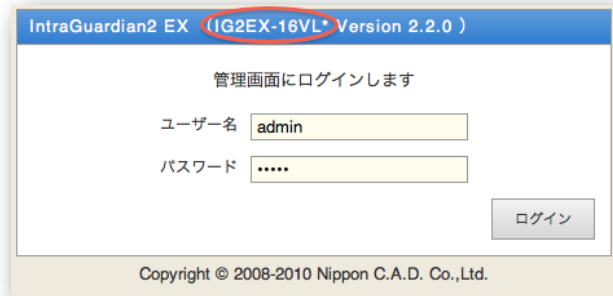 IntraGuardian2 EX （IG2EX-16VL* Version 2.2.0 ）
管理画面にログインします
ユーザー名 admin
パスワード •••••
ログイン
Copyright © 2008-2010 Nippon C.A.D. Co.,Ltd.